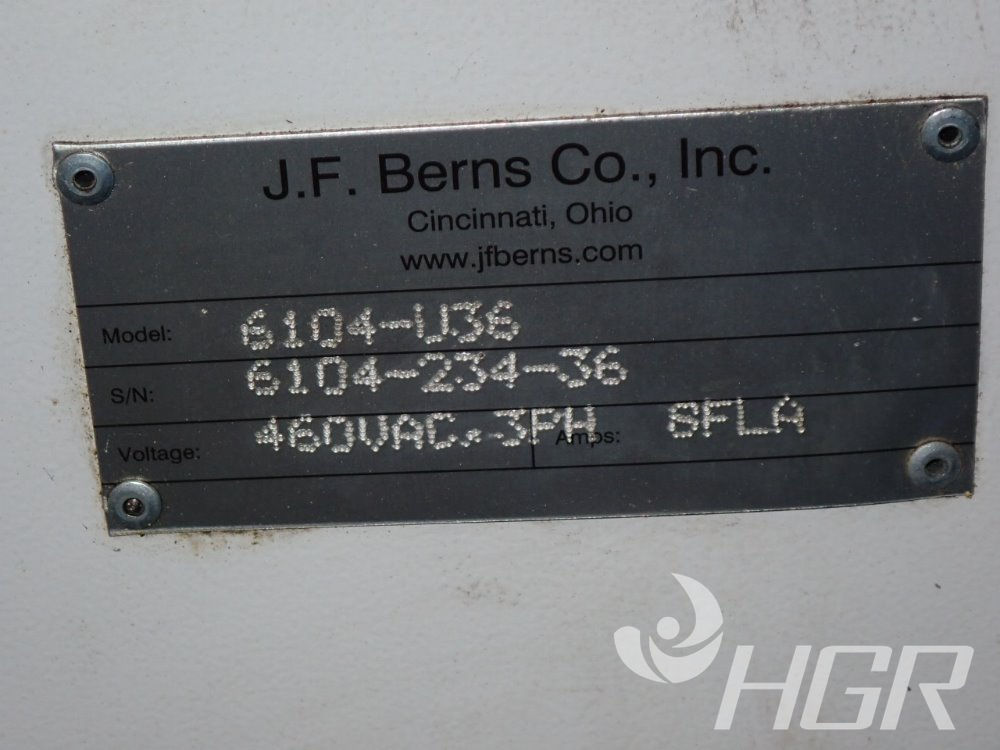 J.F. Berns Co., Inc.
Cincinnati, Ohio
www.jfberns.com
Model: 6104-U36
S/N: 6104-234-36
Voltage: 460VAC, 3PH Amps: 8FLA
HGR